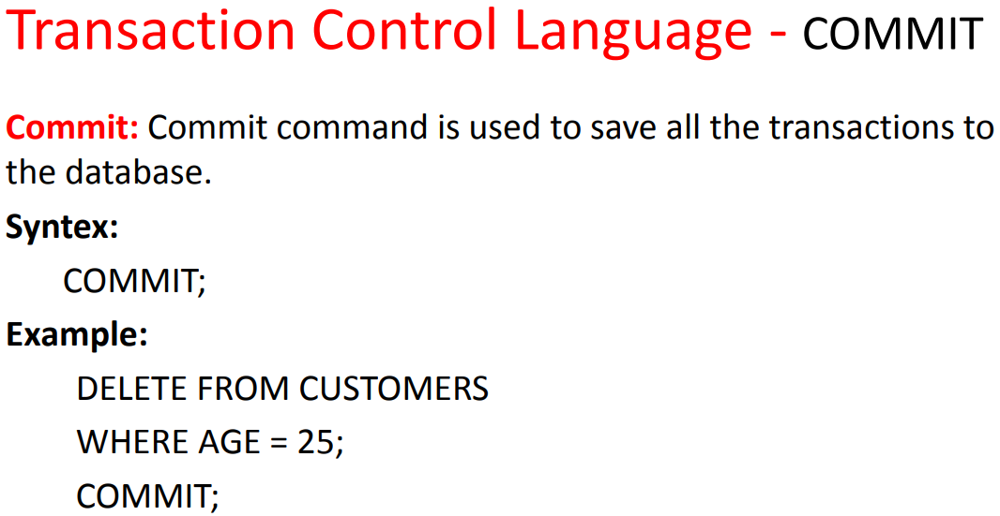 Transaction Control Language - COMMIT
Commit: Commit command is used to save all the transactions to
the database.
Syntex:
COMMIT;
Example:
DELETE FROM CUSTOMERS
WHERE AGE = 25;
COMMIT;